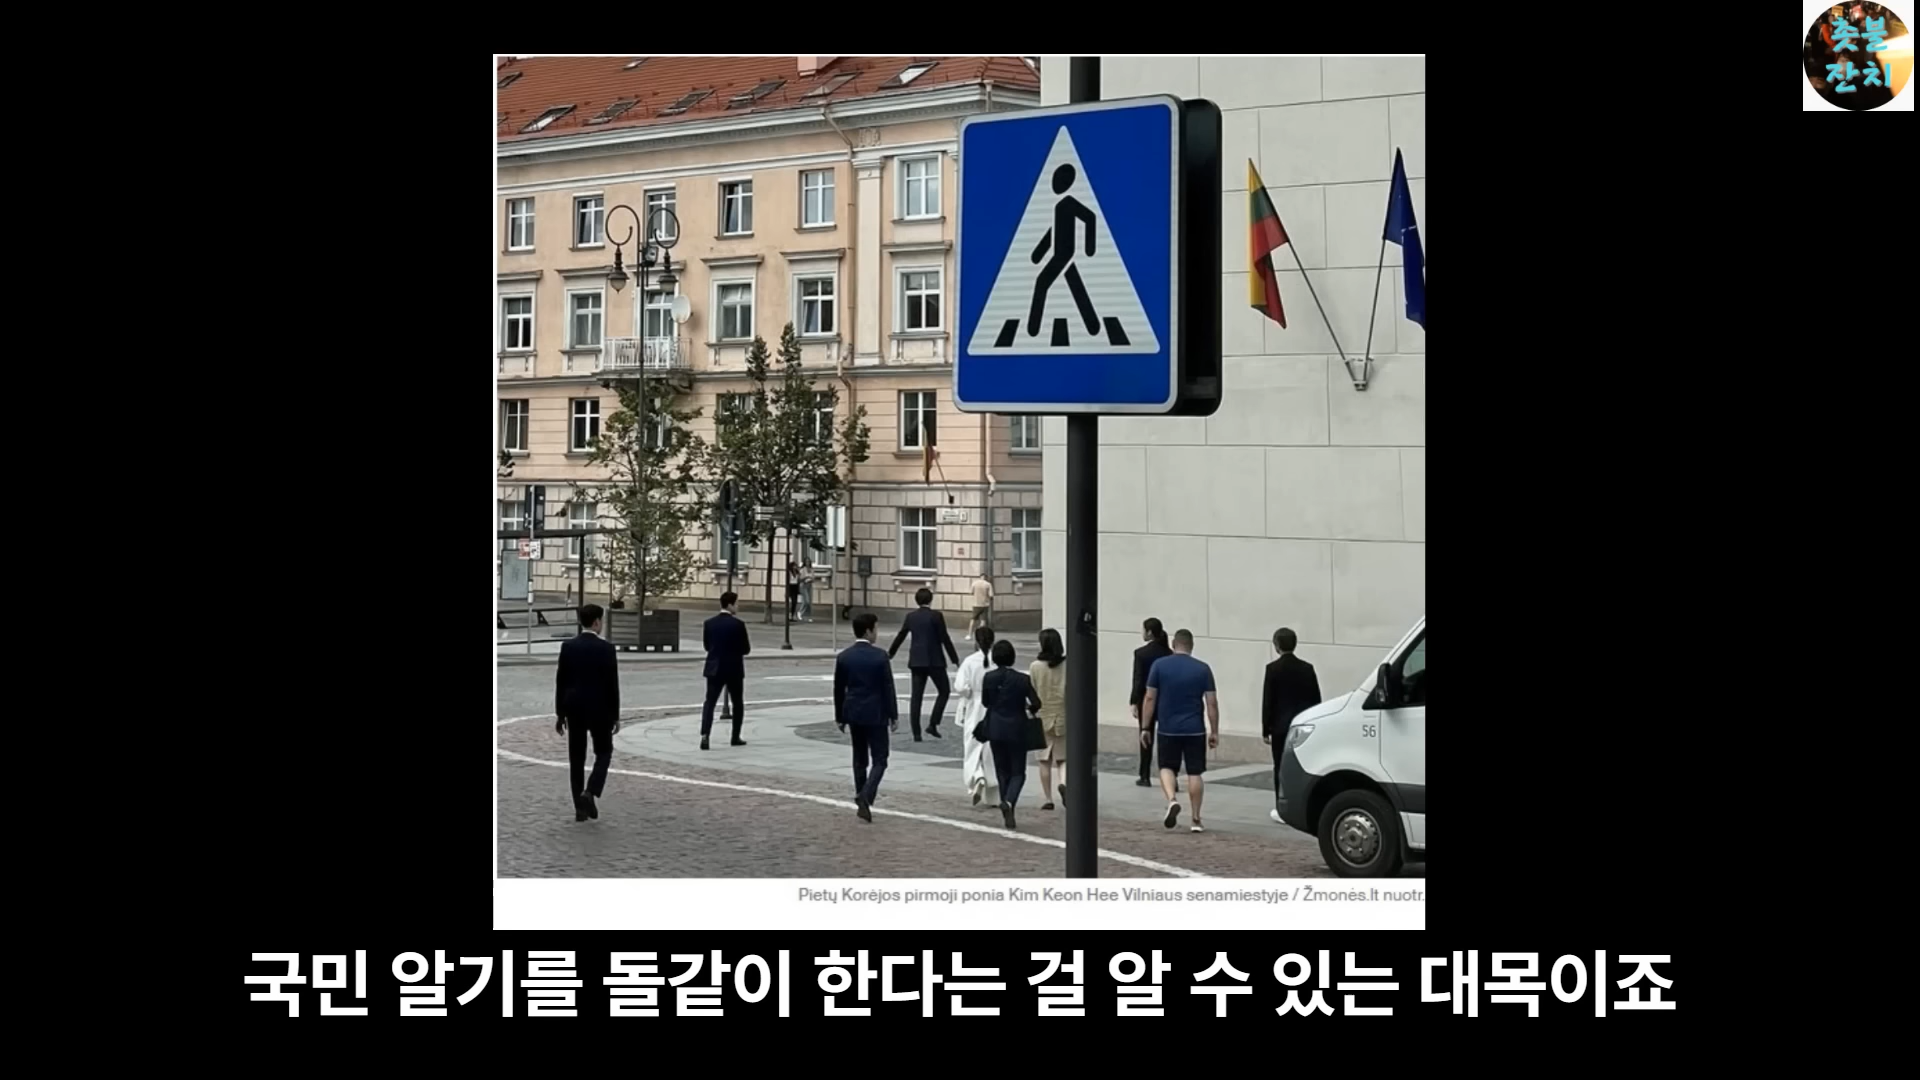 촛불
잔치
56
Pietų Korėjos pirmoji ponia Kim Keon Hee Vilniaus senamiestyje / Žmonės.lt nuotr.
국민 알기를 돌같이 한다는 걸 알 수 있는 대목이죠